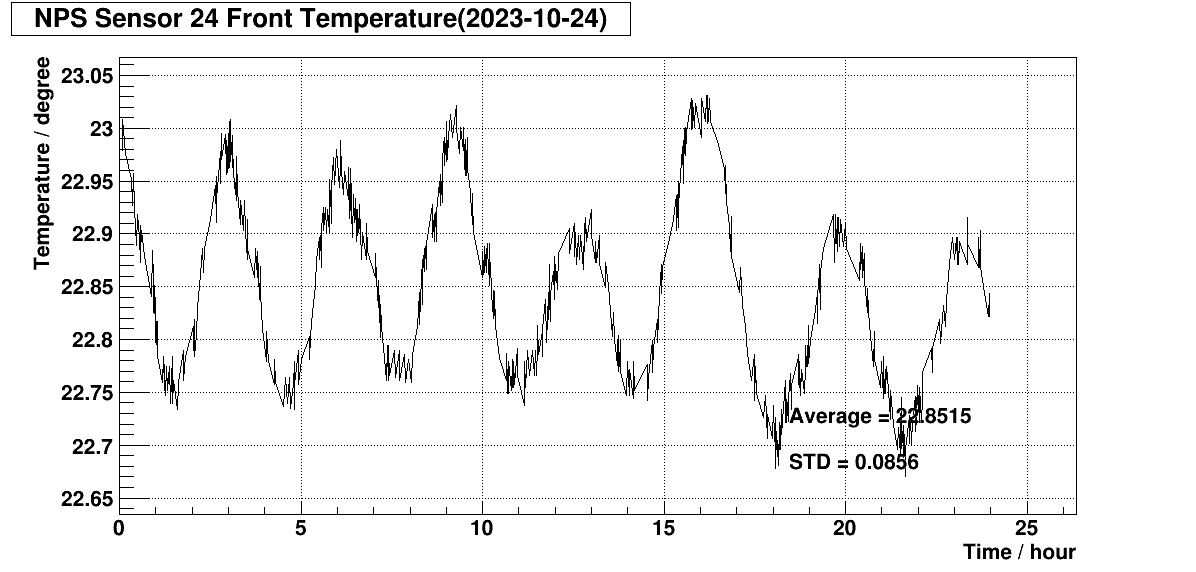 NPS Sensor 24 Front Temperature(2023-10-24)
Temperature / degree
23.05
23
22.95
22.9
22.85
22.8
22.75
22.7
22.65
Average = 22.8515
STD = 0.0856
0 5 10 15 20 25
Time / hour